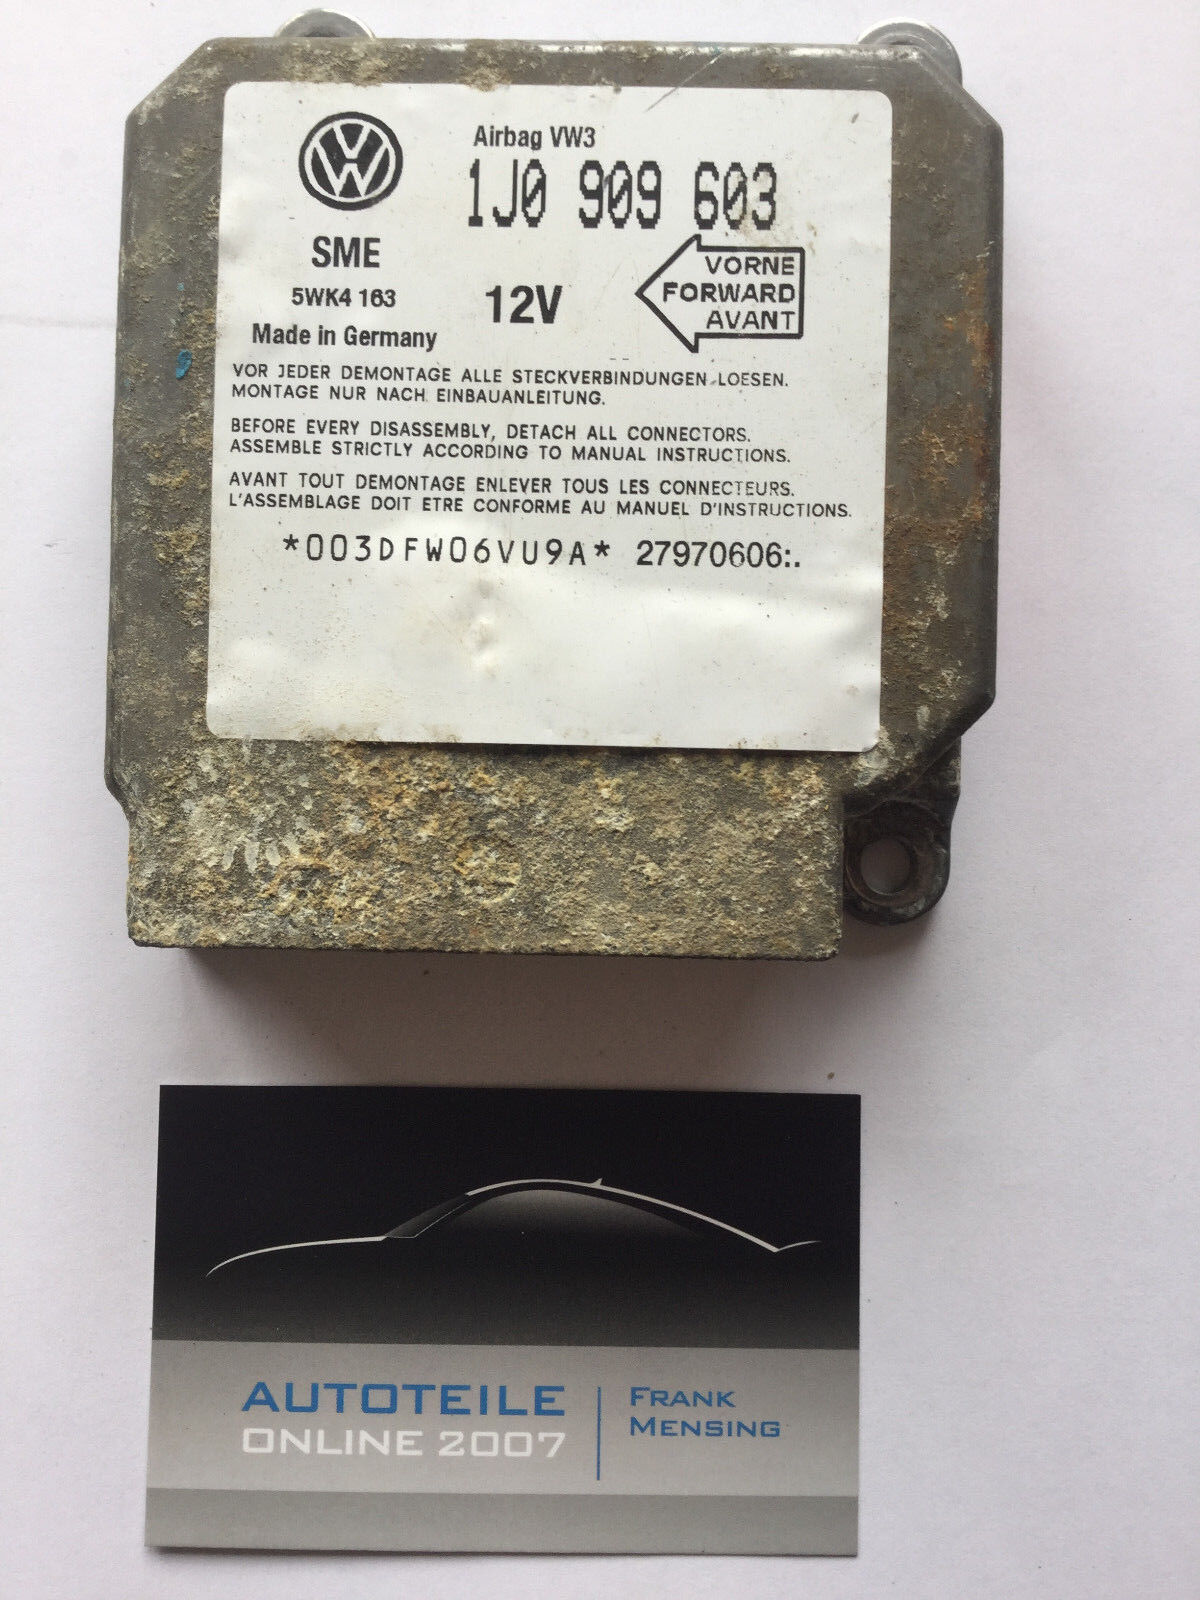 Airbag VW3
1J0 909 603
SME
5WK4 163
Made in Germany
12V
VORNE
FORWARD
AVANT
VOR JEDER DEMONTAGE ALLE STECKVERBINDUNGEN LOESEN.
MONTAGE NUR NACH EINBAUANLEITUNG.
BEFORE EVERY DISASSEMBLY, DETACH ALL CONNECTORS.
ASSEMBLE STRICTLY ACCORDING TO MANUAL INSTRUCTIONS.
AVANT TOUT DEMONTAGE ENLEVER TOUS LES CONNECTEURS.
L'ASSEMBLAGE DOIT ETRE CONFORME AU MANUEL D'INSTRUCTIONS.
*003DFW06VU9A* 27970606:.
AUTOTEILE
ONLINE 2007
FRANK
MENSING